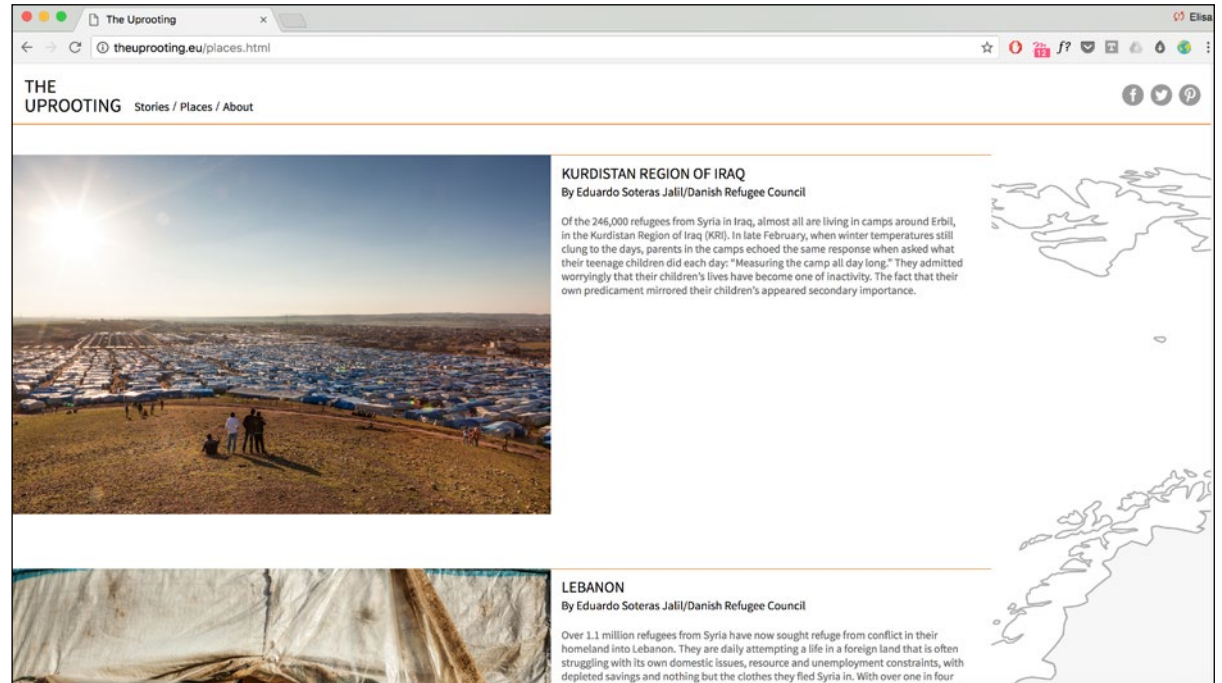 The Uprooting
Elisa
theuprooting.eu/places.html
12
f?
THE
UPROOTING
Stories / Places / About
KURDISTAN REGION OF IRAQ
By Eduardo Soteras Jalil/Danish Refugee Council
Of the 246,000 refugees from Syria in Iraq, almost all are living in camps around Erbil,
in the Kurdistan Region of Iraq (KRI). In late February, when winter temperatures still
clung to the days, parents in the camps echoed the same response when asked what
their teenage children did each day: “Measuring the camp all day long.” They admitted
worryingly that their children’s lives have become one of inactivity. The fact that their
own predicament mirrored their children’s appeared secondary importance.
LEBANON
By Eduardo Soteras Jalil/Danish Refugee Council
Over 1.1 million refugees from Syria have now sought refuge from conflict in their
homeland into Lebanon. They are daily attempting a life in a foreign land that is often
struggling with its own domestic issues, resource and unemployment constraints, with
depleted savings and nothing but the clothes they fled Syria in. With over one in four